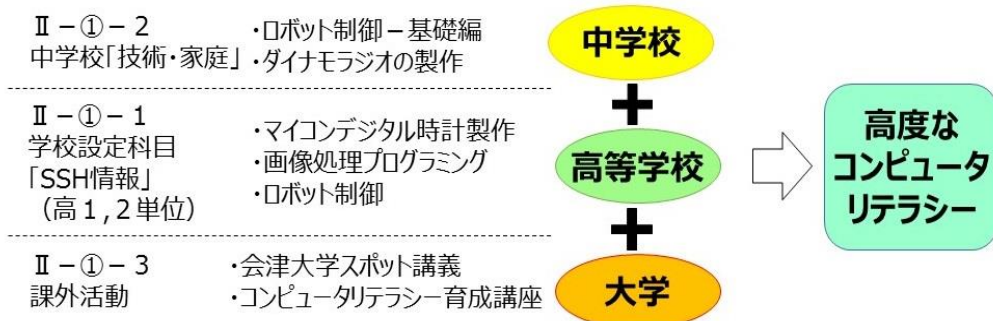 Ⅱ－①－2
中学校「技術・家庭」
・ロボット制御－基礎編
・ダイナモラジオの製作
中学校
＋
Ⅱ－①－1
学校設定科目
「SSH情報」
（高１,２単位）
・マイコンデジタル時計製作
・画像処理プログラミング
・ロボット制御
高等学校
＋
Ⅱ－①－3
課外活動
・会津大学スポット講義
・コンピュータリテラシー育成講座
大学
高度な
コンピュータ
リテラシー